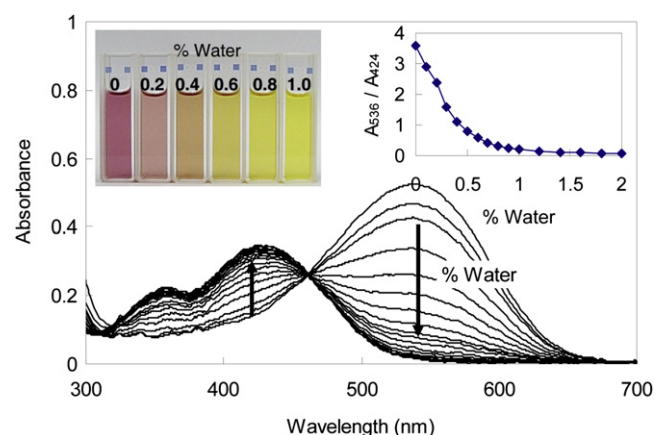 1
0.8
0.6
0.4
0.2
0
Absorbance
300 400 500 600 700
Wavelength (nm)
% Water
0 0.2 0.4 0.6 0.8 1.0
A536 / A424
4
3
2
1
0
0 0.5 1 1.6 2
% Water
% Water